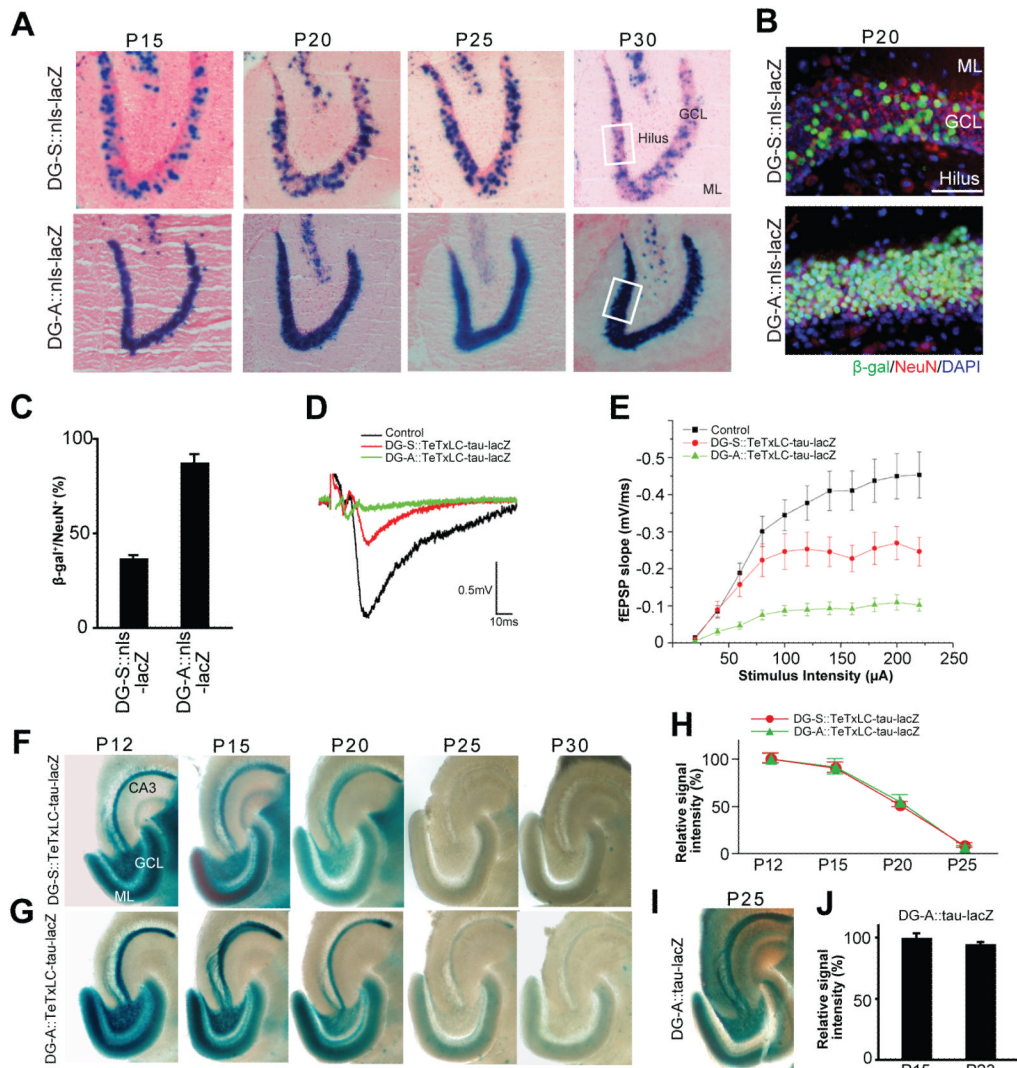 A
P15
P20
P25
P30
DG-S::nls-lacZ
GCL
Hilus
ML
DG-A::nls-lacZ
B
P20
DG-S::nls-lacZ
ML
GCL
Hilus
DG-A::nls-lacZ
β-gal/NeuN/DAPI
C
100
50
0
β-gal⁺/NeuN⁺ (%)
DG-S::nls
-lacZ
DG-A::nls
-lacZ
D
Control
DG-S::TeTxLC-tau-lacZ
DG-A::TeTxLC-tau-lacZ
0.5mV
10ms
E
Control
DG-S::TeTxLC-tau-lacZ
DG-A::TeTxLC-tau-lacZ
fEPSP slope (mV/ms)
-0.5
-0.4
-0.3
-0.2
-0.1
0
50 100 150 200 250
Stimulus Intensity (µA)
F
P12
P15
P20
P25
P30
DG-S::TeTxLC-tau-lacZ
CA3
GCL
ML
G
DG-A::TeTxLC-tau-lacZ
H
DG-S::TeTxLC-tau-lacZ
DG-A::TeTxLC-tau-lacZ
Relative signal
intensity (%)
100
50
0
P12 P15 P20 P25
I
P25
DG-A::tau-lacZ
J
DG-A::tau-lacZ
Relative signal
intensity (%)
100
50
0
P15 P23